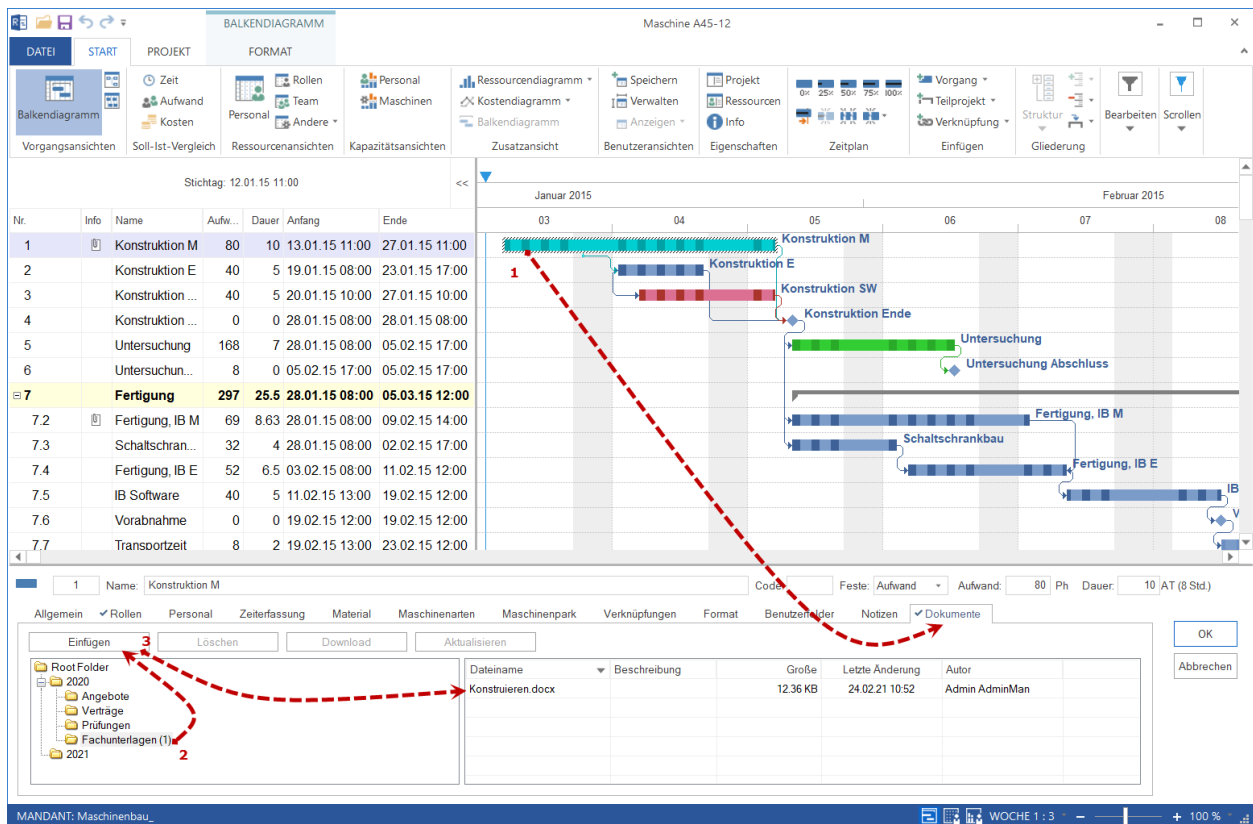 BALKENDIAGRAMM
Maschine A45-12
DATEI START PROJEKT FORMAT
Balkendiagramm
Vorgangsansichten
Zeit
Aufwand
Kosten
Soll-Ist-Vergleich
Personal
Rollen
Team
Andere
Ressourcenansichten
Personal
Maschinen
Kapazitätsansichten
Ressourcendiagramm
Kostendiagramm
Balkendiagramm
Zusatzansicht
Speichern
Verwalten
Anzeigen
Benutzeransichten
Projekt
Ressourcen
Info
Eigenschaften
0% 25% 50% 75% 100%
Zeitplan
Vorgang
Teilprojekt
Verknüpfung
Einfügen
Struktur
Gliederung
Bearbeiten
Scrollen
Stichtag: 12.01.15 11:00 <<
Januar 2015 Februar 2015
Nr. Info Name Aufw... Dauer Anfang Ende
03 04 05 06 07 08
1 Konstruktion M 80 10 13.01.15 11:00 27.01.15 11:00
2 Konstruktion E 40 5 19.01.15 08:00 23.01.15 17:00
3 Konstruktion ... 40 5 20.01.15 10:00 27.01.15 10:00
4 Konstruktion ... 0 0 28.01.15 08:00 28.01.15 08:00
5 Untersuchung 168 7 28.01.15 08:00 05.02.15 17:00
6 Untersuchun... 8 0 05.02.15 17:00 05.02.15 17:00
7 Fertigung 297 25.5 28.01.15 08:00 05.03.15 12:00
7.2 Fertigung, IB M 69 8.63 28.01.15 08:00 09.02.15 14:00
7.3 Schaltschran... 32 4 28.01.15 08:00 02.02.15 17:00
7.4 Fertigung, IB E 52 6.5 03.02.15 08:00 11.02.15 12:00
7.5 IB Software 40 5 11.02.15 13:00 19.02.15 12:00
7.6 Vorabnahme 0 0 19.02.15 12:00 19.02.15 12:00
7.7 Transportzeit 8 2 19.02.15 13:00 23.02.15 12:00
Konstruktion M
1
Konstruktion E
Konstruktion SW
Konstruktion Ende
Untersuchung
Untersuchung Abschluss
Fertigung, IB M
Schaltschrankbau
Fertigung, IB E
IB
V
1 Name: Konstruktion M Code: Feste: Aufwand Aufwand: 80 Ph Dauer: 10 AT (8 Std.)
Allgemein Rollen Personal Zeiterfassung Material Maschinenarten Maschinenpark Verknüpfungen Format Benutzerfelder Notizen Dokumente
Einfügen 3 Löschen Download Aktualisieren
OK
Abbrechen
Root Folder
2020
Angebote
Verträge
Prüfungen
Fachunterlagen (1)
2
2021
Dateiname Beschreibung Große Letzte Änderung Autor
Konstruieren.docx 12.36 KB 24.02.21 10:52 Admin AdminMan
MANDANT: Maschinenbau_ WOCHE 1 : 3 − + 100 %